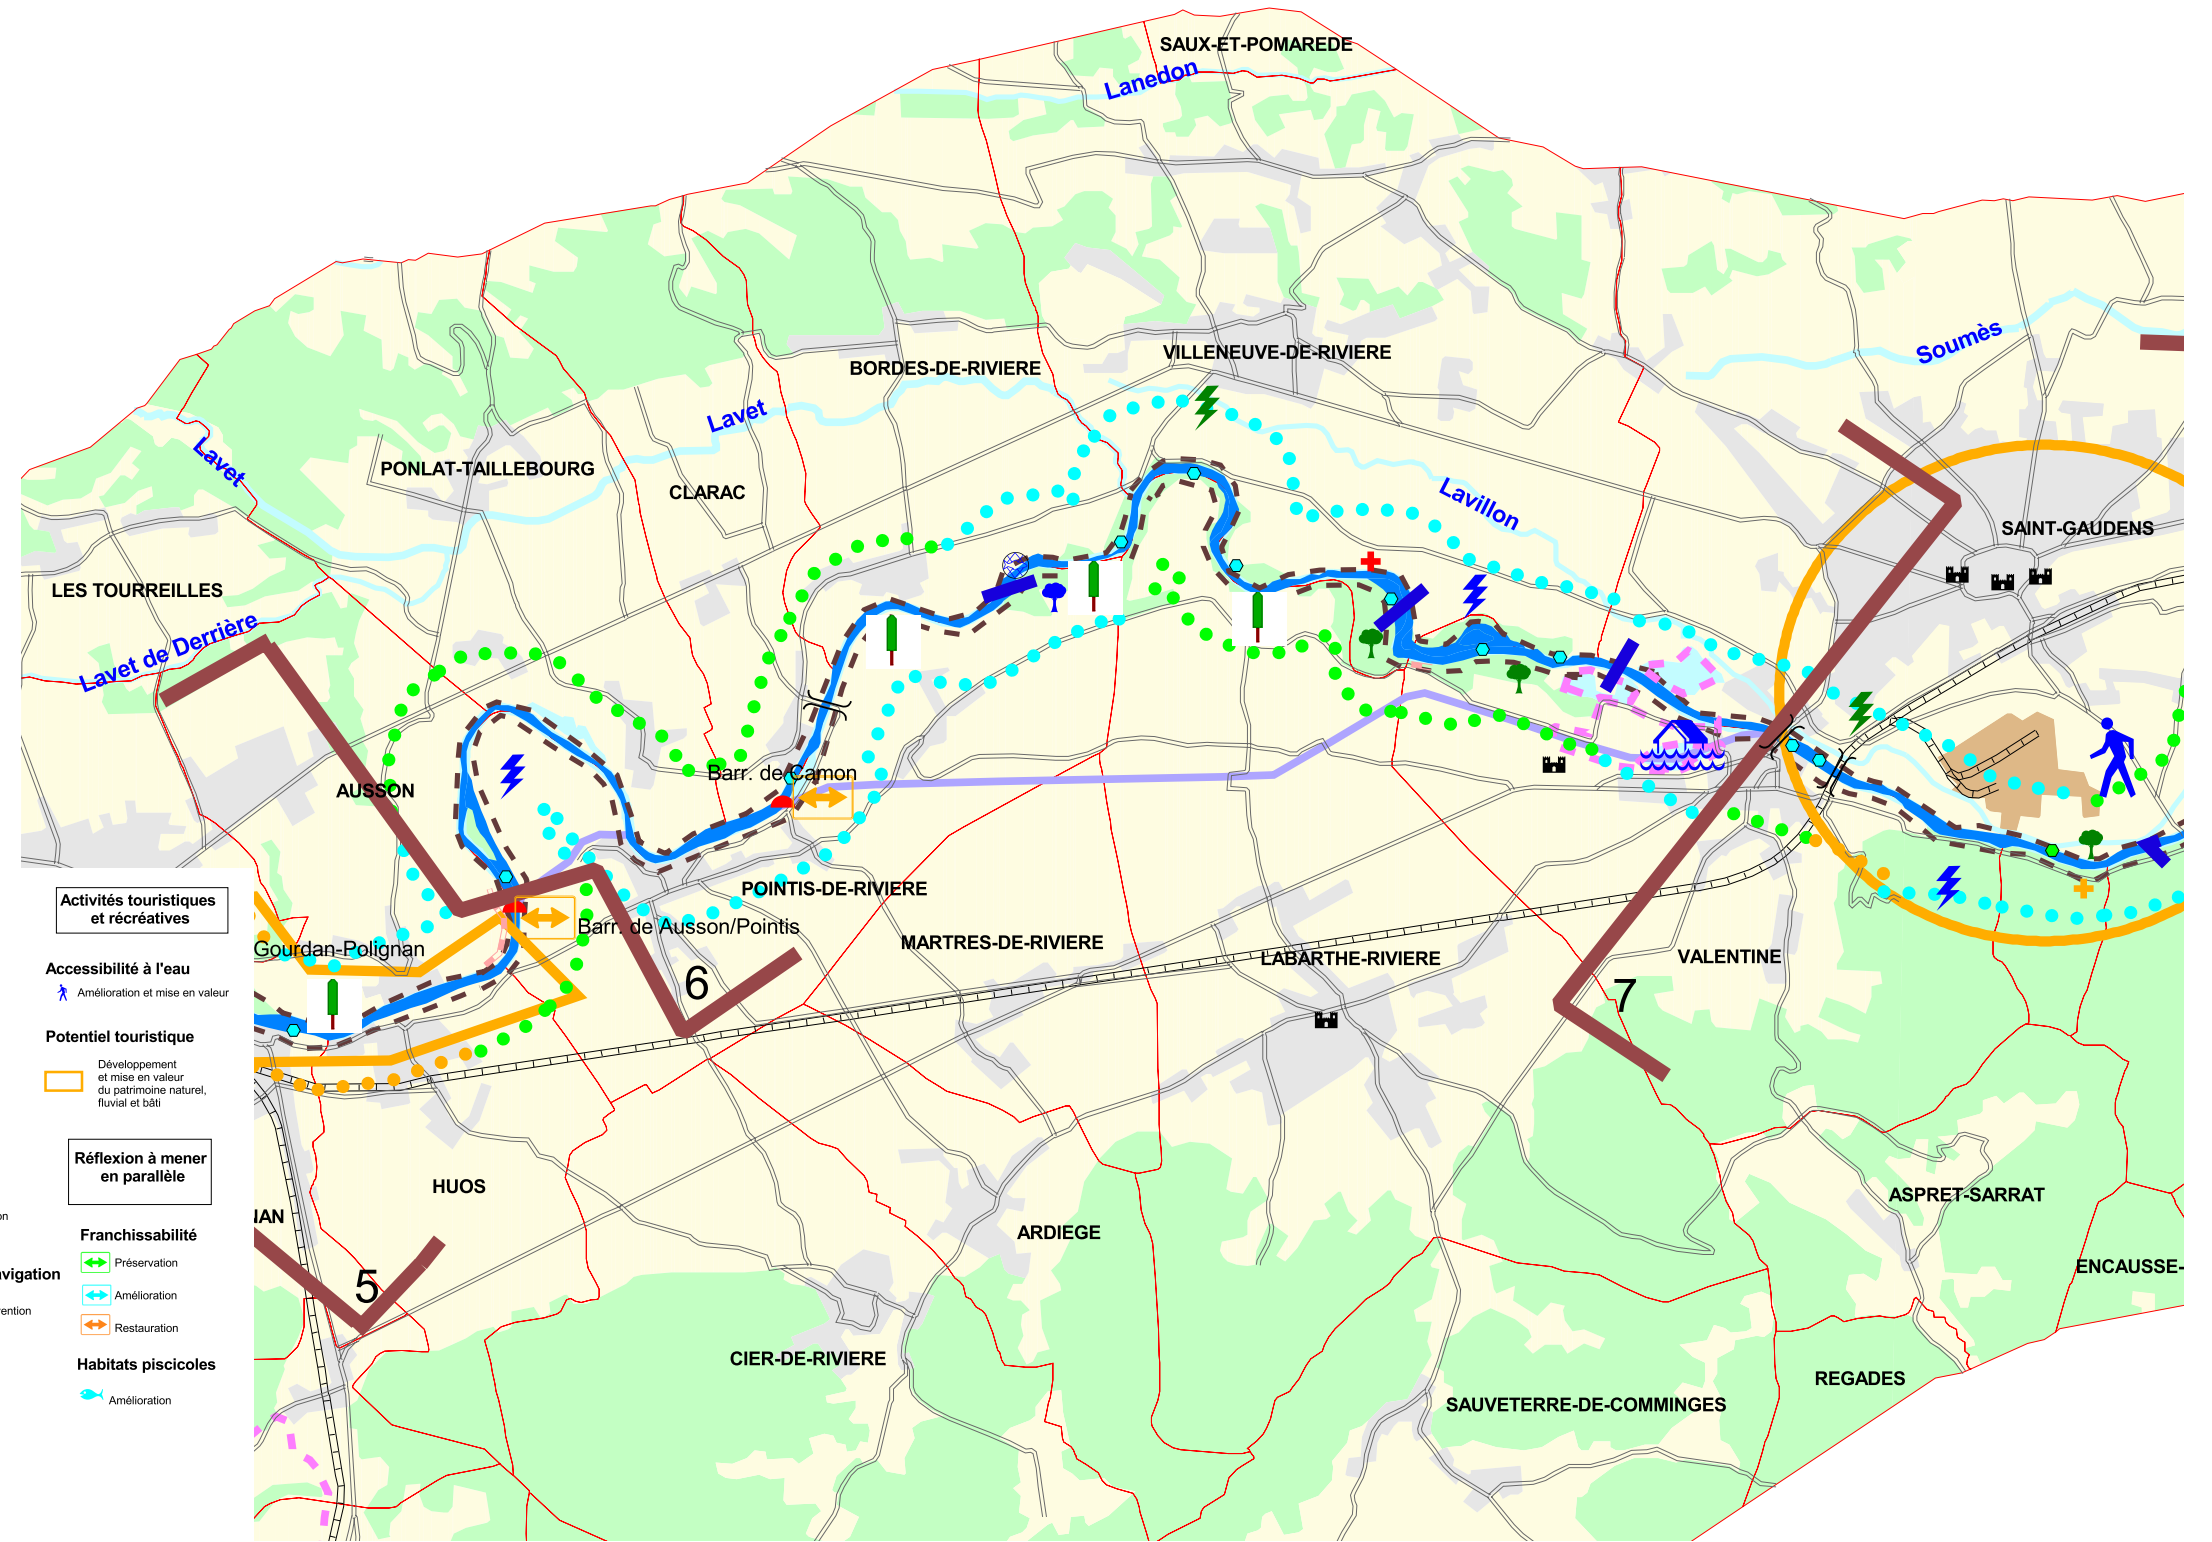 SAUX-ET-POMAREDE
Lanedon
Soumès
VILLENEUVE-DE-RIVIERE
BORDES-DE-RIVIERE
Lavet
Lavet
PONLAT-TAILLEBOURG
CLARAC
Lavillon
SAINT-GAUDENS
LES TOURREILLES
Lavet de Derrière
Barr. de Camon
AUSSON
POINTIS-DE-RIVIERE
Barr. de Ausson/Pointis
Gourdan-Polignan
MARTRES-DE-RIVIERE
LABARTHE-RIVIERE
VALENTINE
6
7
HUOS
ARDIEGE
ASPRET-SARRAT
ENCAUSSE-
5
CIER-DE-RIVIERE
REGADES
SAUVETERRE-DE-COMMINGES
NAN
Activités touristiques
et récréatives
Accessibilité à l'eau
Amélioration et mise en valeur
Potentiel touristique
Développement
et mise en valeur
du patrimoine naturel,
fluvial et bâti
Réflexion à mener
en parallèle
on
Franchissabilité
Préservation
vigation
Amélioration
ention
Restauration
Habitats piscicoles
Amélioration